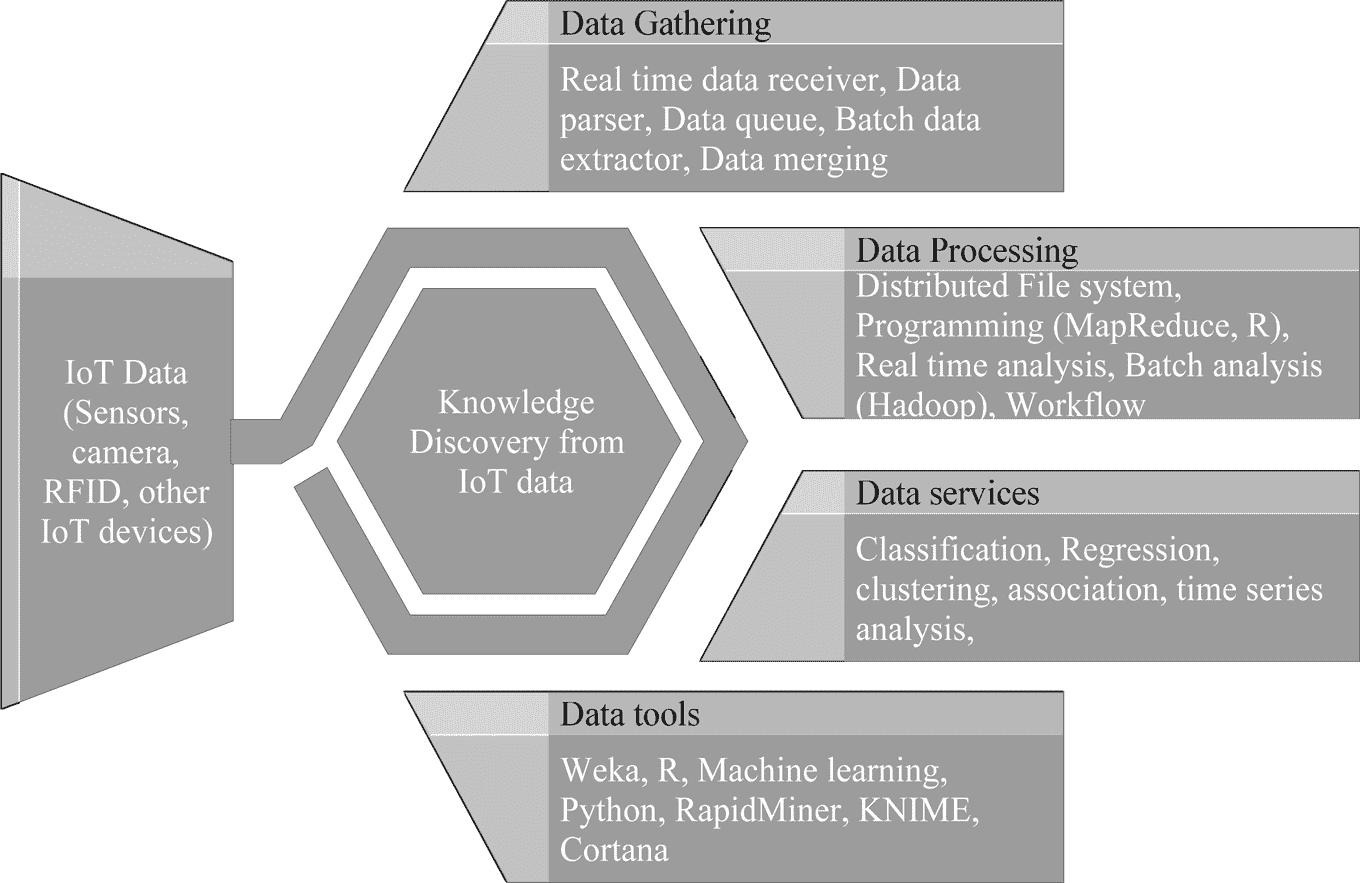 Data Gathering
Real time data receiver, Data
parser, Data queue, Batch data
extractor, Data merging
IoT Data
(Sensors,
camera,
RFID, other
IoT devices)
Knowledge
Discovery from
IoT data
Data Processing
Distributed File system,
Programming (MapReduce, R),
Real time analysis, Batch analysis
(Hadoop), Workflow
Data services
Classification, Regression,
clustering, association, time series
analysis,
Data tools
Weka, R, Machine learning,
Python, RapidMiner, KNIME,
Cortana